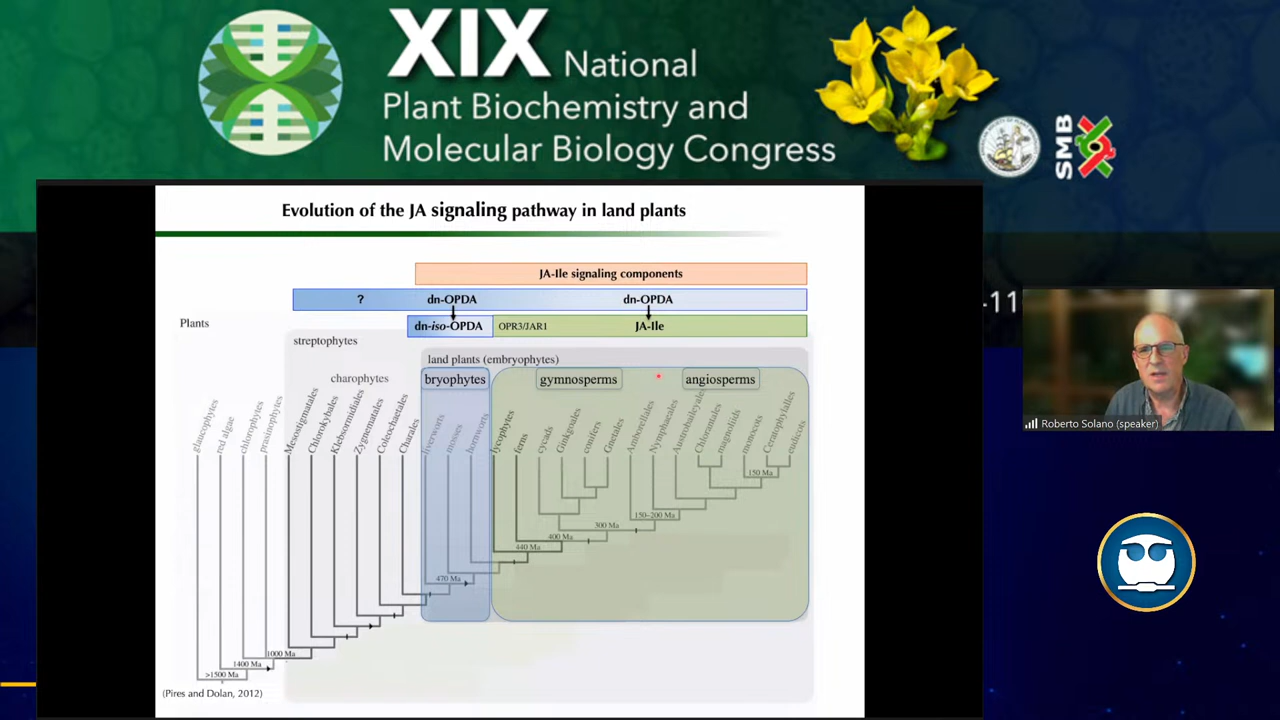 XIX National
Plant Biochemistry and
Molecular Biology Congress
SMB
Evolution of the JA signaling pathway in land plants
JA-Ile signaling components
? dn-OPDA dn-OPDA
dn-iso-OPDA OPR3/JAR1 JA-Ile
Plants
streptophytes
land plants (embryophytes)
charophytes
bryophytes
gymnosperms
angiosperms
glaucophytes
red algae
chlorophytes
prasinophytes
Mesostigmatales
Chlorokybales
Klebsormidiales
Zygnematales
Coleochaetales
Charales
liverworts
mosses
hornworts
lycophytes
ferns
cycads
Ginkgoales
conifers
Gnetales
Amborellales
Nymphaeales
Austrobaileyales
Chlorantales
magnoliids
monocots
Ceratophylalles
eudicots
150 Ma
150–200 Ma
300 Ma
400 Ma
440 Ma
470 Ma
1000 Ma
1400 Ma
>1500 Ma
(Pires and Dolan, 2012)
-11
Roberto Solano (speaker)